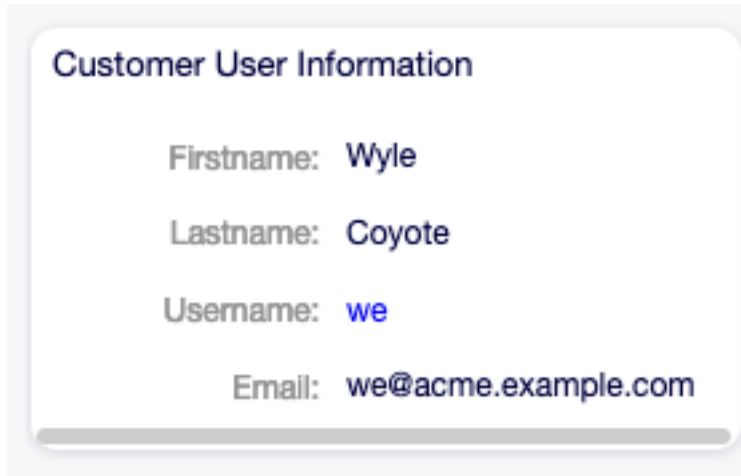 Customer User Information
Firstname: Wyle
Lastname: Coyote
Username: we
Email: we@acme.example.com